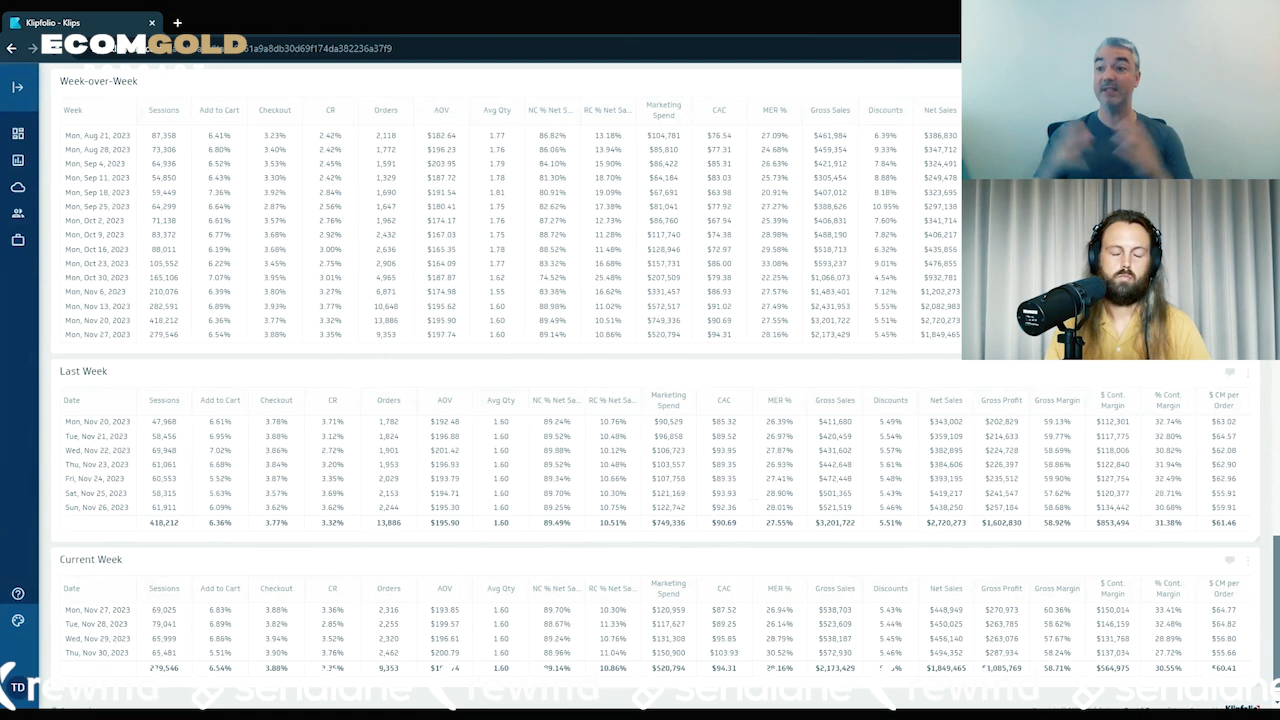 Klipfolio - Klips
ECOMGOLD
51a9a8db30d69f174da382236a37f9
Week-over-Week
Week Sessions Add to Cart Checkout CR Orders AOV Avg Qty NC % Net S... RC % Net Sa... Marketing Spend CAC MER % Gross Sales Discounts Net Sales
Mon, Aug 21, 2023 87,358 6.41% 3.23% 2.42% 2,118 $182.64 1.77 86.82% 13.18% $104,781 $76.54 27.09% $461,984 6.39% $386,830
Mon, Aug 28, 2023 73,306 6.80% 3.40% 2.42% 1,772 $196.23 1.76 86.06% 13.94% $85,810 $77.31 24.68% $459,354 9.33% $347,712
Mon, Sep 4, 2023 64,936 6.52% 3.53% 2.45% 1,591 $203.95 1.79 84.10% 15.90% $86,422 $85.31 26.63% $421,912 7.84% $324,491
Mon, Sep 11, 2023 54,850 6.43% 3.30% 2.42% 1,329 $187.72 1.78 81.30% 18.70% $64,184 $83.03 25.73% $305,454 8.88% $249,478
Mon, Sep 18, 2023 59,449 7.36% 3.92% 2.84% 1,690 $191.54 1.81 80.91% 19.09% $67,691 $63.98 20.91% $407,012 8.18% $323,695
Mon, Sep 25, 2023 64,299 6.64% 3.52% 2.56% 1,647 $180.41 1.75 82.62% 17.38% $81,041 $77.92 27.27% $388,626 10.95% $297,138
Mon, Oct 2, 2023 71,138 6.61% 3.57% 2.76% 1,962 $174.17 1.76 87.27% 12.73% $86,760 $67.94 25.39% $406,831 7.60% $341,714
Mon, Oct 9, 2023 83,372 6.77% 3.68% 2.92% 2,432 $167.03 1.75 88.72% 11.28% $117,740 $74.38 28.98% $488,190 7.82% $406,217
Mon, Oct 16, 2023 88,011 6.19% 3.68% 3.00% 2,636 $165.35 1.78 88.52% 11.48% $128,946 $72.97 29.58% $518,713 6.32% $435,856
Mon, Oct 23, 2023 105,552 6.22% 3.45% 2.75% 2,906 $164.09 1.77 83.32% 16.68% $157,731 $86.00 33.08% $593,237 9.01% $476,855
Mon, Oct 30, 2023 165,106 7.07% 3.95% 3.01% 4,965 $187.87 1.62 74.52% 25.48% $207,509 $79.38 22.25% $1,066,073 4.54% $932,781
Mon, Nov 6, 2023 210,076 6.39% 3.80% 3.27% 6,871 $174.98 1.55 83.38% 16.62% $331,457 $86.93 27.57% $1,483,401 7.12% $1,202,273
Mon, Nov 13, 2023 282,591 6.89% 3.93% 3.77% 10,648 $195.62 1.60 88.98% 11.02% $572,517 $91.02 27.49% $2,431,953 5.55% $2,082,983
Mon, Nov 20, 2023 418,212 6.36% 3.77% 3.32% 13,886 $195.90 1.60 89.49% 10.51% $749,336 $90.69 27.55% $3,201,722 5.51% $2,720,273
Mon, Nov 27, 2023 279,546 6.54% 3.88% 3.35% 9,353 $197.74 1.60 89.14% 10.86% $520,794 $94.31 28.16% $2,173,429 5.45% $1,849,465
Last Week
Date Sessions Add to Cart Checkout CR Orders AOV Avg Qty NC % Net Sa... RC % Net Sa... Marketing Spend CAC MER % Gross Sales Discounts Net Sales Gross Profit Gross Margin $ Cont. Margin % Cont. Margin $ CM per Order
Mon, Nov 20, 2023 47,968 6.61% 3.78% 3.71% 1,782 $192.48 1.60 89.24% 10.76% $90,529 $85.32 26.39% $411,680 5.49% $343,002 $202,829 59.13% $112,301 32.74% $63.02
Tue, Nov 21, 2023 58,456 6.95% 3.88% 3.12% 1,824 $196.88 1.60 89.52% 10.48% $96,858 $89.52 26.97% $420,459 5.54% $359,109 $214,633 59.77% $117,775 32.80% $64.57
Wed, Nov 22, 2023 69,948 7.02% 3.86% 2.72% 1,901 $201.42 1.60 89.88% 10.12% $106,723 $93.95 27.87% $431,602 5.57% $382,895 $224,728 58.69% $118,006 30.82% $62.08
Thu, Nov 23, 2023 61,061 6.68% 3.84% 3.20% 1,953 $196.93 1.60 89.52% 10.48% $103,557 $89.35 26.93% $442,648 5.61% $384,606 $226,397 58.86% $122,840 31.94% $62.90
Fri, Nov 24, 2023 60,553 5.52% 3.87% 3.35% 2,029 $193.79 1.60 89.34% 10.66% $107,758 $89.35 27.41% $472,448 5.48% $393,195 $235,512 59.90% $127,754 32.49% $62.96
Sat, Nov 25, 2023 58,315 5.63% 3.57% 3.69% 2,153 $194.71 1.60 89.70% 10.30% $121,169 $93.93 28.90% $501,365 5.43% $419,217 $241,547 57.62% $120,377 28.71% $55.91
Sun, Nov 26, 2023 61,911 6.09% 3.62% 3.62% 2,244 $195.30 1.60 89.25% 10.75% $122,742 $92.36 28.01% $521,519 5.46% $438,250 $257,184 58.68% $134,442 30.68% $59.91
418,212 6.36% 3.77% 3.32% 13,886 $195.90 1.60 89.49% 10.51% $749,336 $90.69 27.55% $3,201,722 5.51% $2,720,273 $1,602,830 58.92% $853,494 31.38% $61.46
Current Week
Date Sessions Add to Cart Checkout CR Orders AOV Avg Qty NC % Net Sa... RC % Net Sa... Marketing Spend CAC MER % Gross Sales Discounts Net Sales Gross Profit Gross Margin $ Cont. Margin % Cont. Margin $ CM per Order
Mon, Nov 27, 2023 69,025 6.83% 3.88% 3.36% 2,316 $193.85 1.60 89.70% 10.30% $120,959 $87.52 26.94% $538,703 5.43% $448,949 $270,973 60.36% $150,014 33.41% $64.77
Tue, Nov 28, 2023 79,041 6.89% 3.82% 2.85% 2,255 $199.57 1.60 88.67% 11.33% $117,627 $89.25 26.14% $523,609 5.44% $450,025 $263,785 58.62% $146,159 32.48% $64.82
Wed, Nov 29, 2023 65,999 6.86% 3.94% 3.52% 2,320 $196.61 1.60 89.24% 10.76% $131,308 $95.85 28.79% $538,187 5.42% $456,140 $263,076 57.67% $131,768 28.89% $56.80
Thu, Nov 30, 2023 65,481 5.51% 3.90% 3.76% 2,462 $200.79 1.60 88.96% 11.04% $150,900 $103.93 30.52% $572,930 5.48% $494,352 $287,934 58.24% $137,034 27.72% $55.66
279,546 6.54% 3.88% 3.35% 9,353 1.60 89.14% 10.86% $520,794 $94.31 28.16% $2,173,429 $1,849,465 $1,085,769 58.71% $564,975 30.55% $60.41
TD rewind sendlane rewind sendlane rewind sendlane
Klipfolio